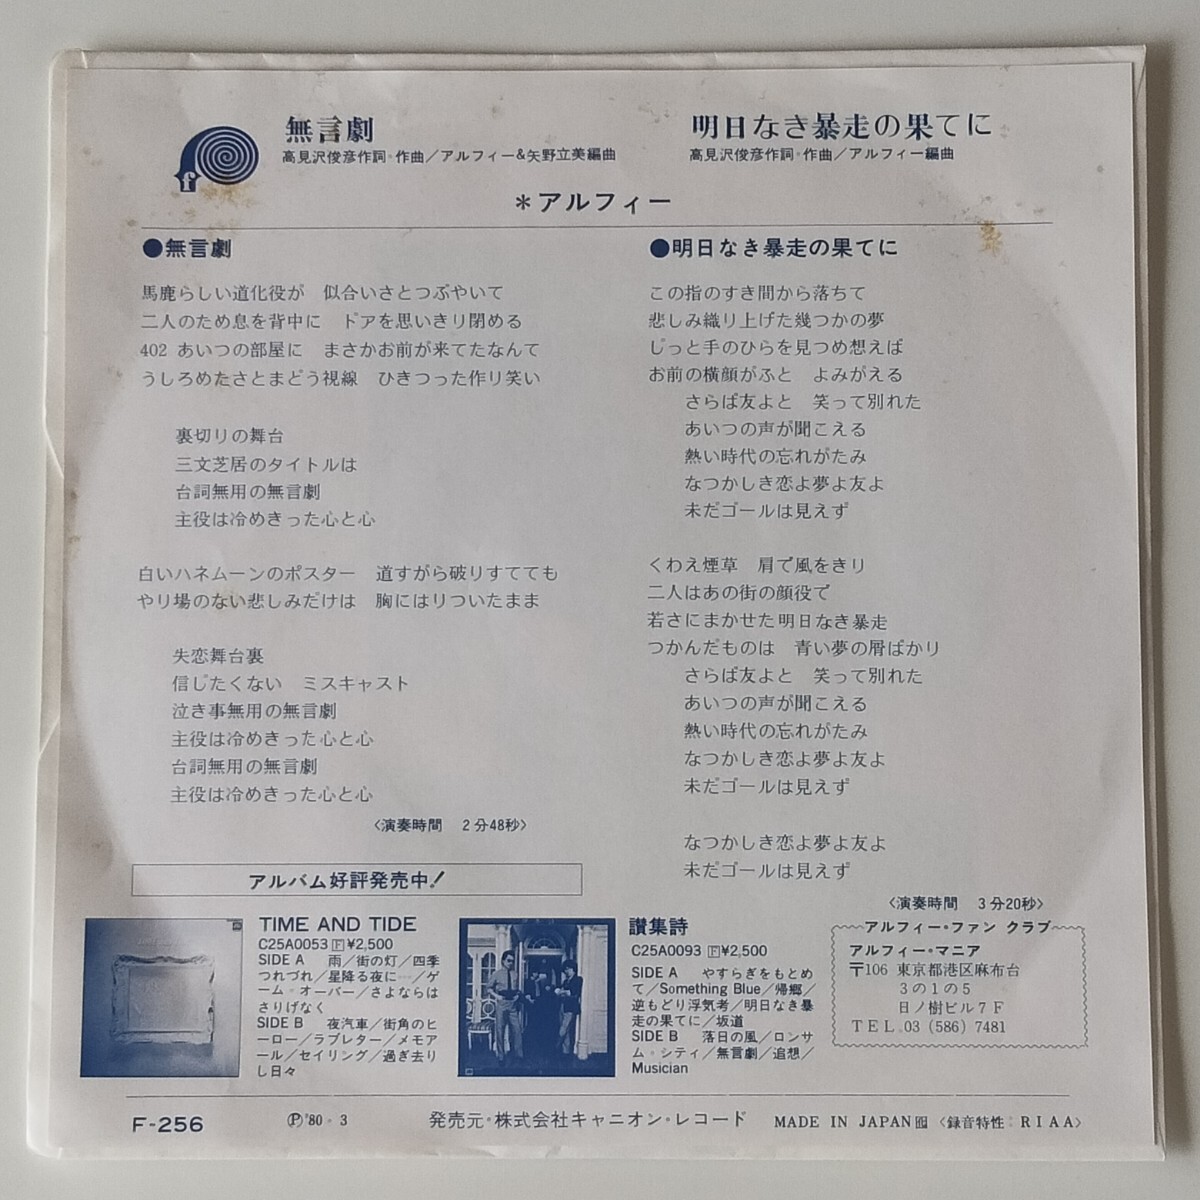 無言劇
高見沢俊彦作詞・作曲／アルフィー&矢野立美編曲
明日なき暴走の果てに
高見沢俊彦作詞・作曲／アルフィー編曲
f
＊アルフィー
●無言劇
馬鹿らしい道化役が　似合いさとつぶやいて
二人のため息を背中に　ドアを思いきり閉める
402 あいつの部屋に　まさかお前が来てたなんて
うしろめたさとまどう視線　ひきつった作り笑い
裏切りの舞台
三文芝居のタイトルは
台詞無用の無言劇
主役は冷めきった心と心
白いハネムーンのポスター　道すがら破りすてても
やり場のない悲しみだけは　胸にはりついたまま
失恋舞台裏
信じたくない　ミスキャスト
泣き事無用の無言劇
主役は冷めきった心と心
台詞無用の無言劇
主役は冷めきった心と心
〈演奏時間　2分48秒〉
●明日なき暴走の果てに
この指のすき間から落ちて
悲しみ織り上げた幾つかの夢
じっと手のひらを見つめ想えば
お前の横顔がふと　よみがえる
さらば友よと　笑って別れた
あいつの声が聞こえる
熱い時代の忘れがたみ
なつかしき恋よ夢よ友よ
未だゴールは見えず
くわえ煙草　肩で風をきり
二人はあの街の顔役で
若さにまかせた明日なき暴走
つかんだものは　青い夢の屑ばかり
さらば友よと　笑って別れた
あいつの声が聞こえる
熱い時代の忘れがたみ
なつかしき恋よ夢よ友よ
未だゴールは見えず
なつかしき恋よ夢よ友よ
未だゴールは見えず
〈演奏時間　3分20秒〉
アルバム好評発売中！
TIME AND TIDE
C25A0053 F ¥2,500
SIDE A　雨／街の灯／四季
つれづれ／星降る夜に…／ゲ
ーム・オーバー／さよならは
さりげなく
SIDE B　夜汽車／街角のヒ
ーロー／ラブレター／メモア
ール／セイリング／過ぎ去り
し日々
讃集詩
C25A0093 F ¥2,500
SIDE A　やすらぎをもとめ
て／Something Blue／帰郷／
逆もどり浮気考／明日なき暴
走の果てに／坂道
SIDE B　落日の風／ロンサ
ム・シティ／無言劇／追想／
Musician
アルフィー・ファン クラブ
アルフィー・マニア
〒106 東京都港区麻布台
3の1の5
日ノ樹ビル7F
TEL.03 (586) 7481
F-256
Ⓟ'80・3
発売元・株式会社キャニオン・レコード
MADE IN JAPAN
〈録音特性：RIAA〉